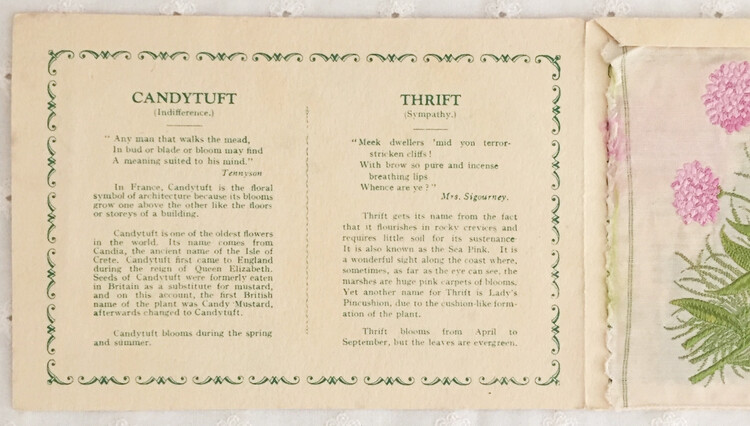 CANDYTUFT
(Indifference.)
" Any man that walks the mead,
In bud or blade or bloom may find
A meaning suited to his mind."
Tennyson
In France, Candytuft is the floral
symbol of architecture because its blooms
grow one above the other like the floors
or storeys of a building.
Candytuft is one of the oldest flowers
in the world. Its name comes from
Candia, the ancient name of the Isle of
Crete. Candytuft first came to England
during the reign of Queen Elizabeth.
Seeds of Candytuft were formerly eaten
in Britain as a substitute for mustard,
and on this account, the first British
name of the plant was Candy Mustard,
afterwards changed to Candytuft.
Candytuft blooms during the spring
and summer.
THRIFT
(Sympathy.)
"Meek dwellers 'mid yon terror-
stricken cliffs!
With brow so pure and incense
breathing lips
Whence are ye?"
Mrs. Sigourney.
Thrift gets its name from the fact
that it flourishes in rocky crevices and
requires little soil for its sustenance
It is also known as the Sea Pink. It is
a wonderful sight along the coast where,
sometimes, as far as the eye can see, the
marshes are huge pink carpets of blooms.
Yet another name for Thrift is Lady's
Pincushion, due to the cushion-like form-
ation of the plant.
Thrift blooms from April to
September, but the leaves are evergreen.